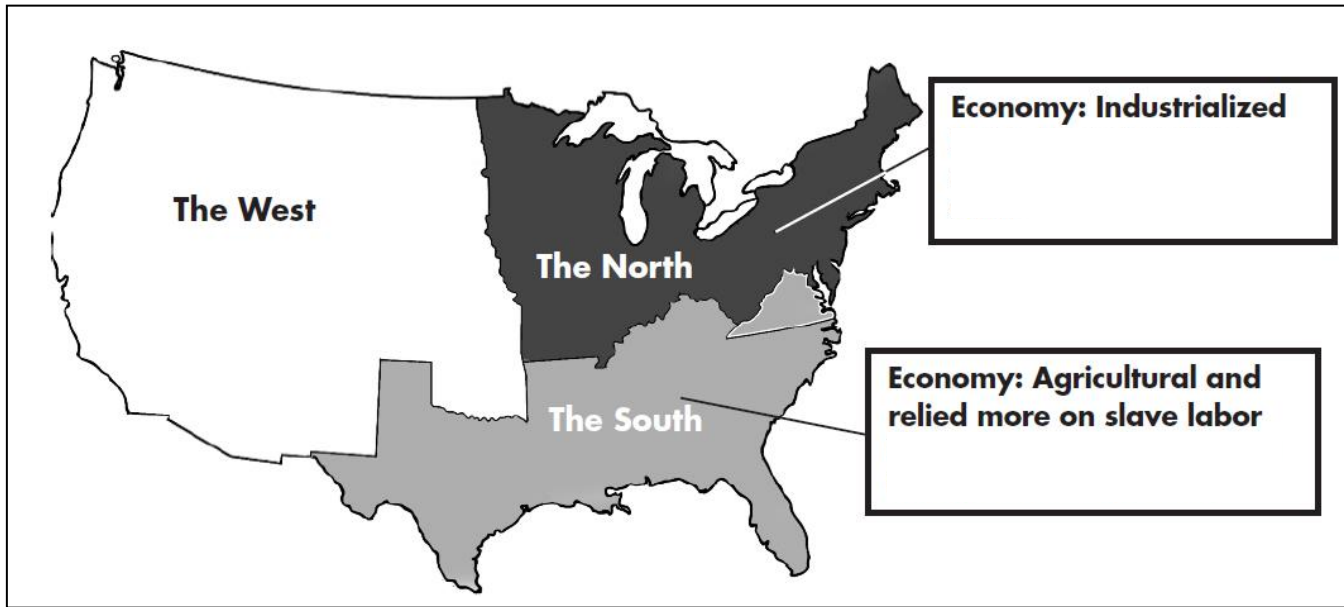 The West
The North
The South
Economy: Industrialized
Economy: Agricultural and
relied more on slave labor